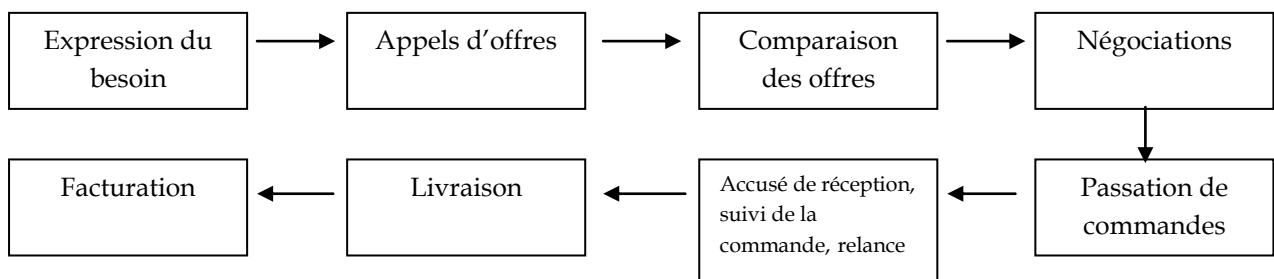 Expression du
besoin
Appels d’offres
Comparaison
des offres
Négociations
Passation de
commandes
Accusé de réception,
suivi de la
commande, relance
Livraison
Facturation